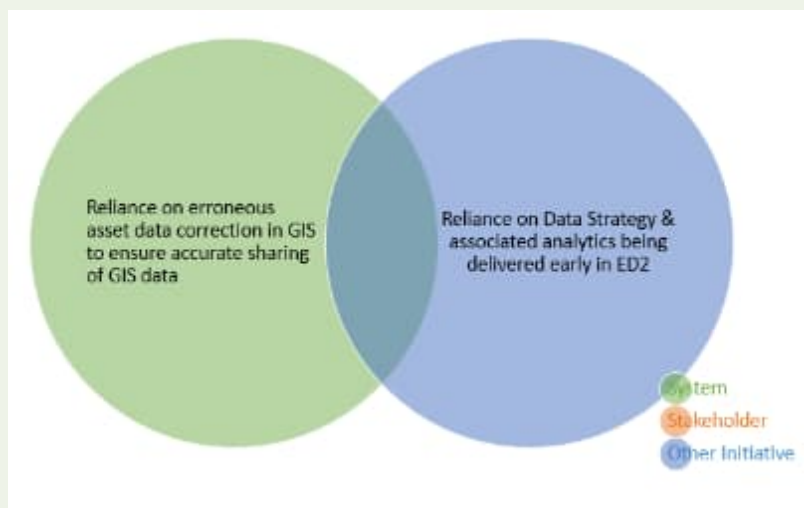 Reliance on erroneous
asset data correction in GIS
to ensure accurate sharing
of GIS data
Reliance on Data Strategy &
associated analytics being
delivered early in ED2
System
Stakeholder
Other Initiative